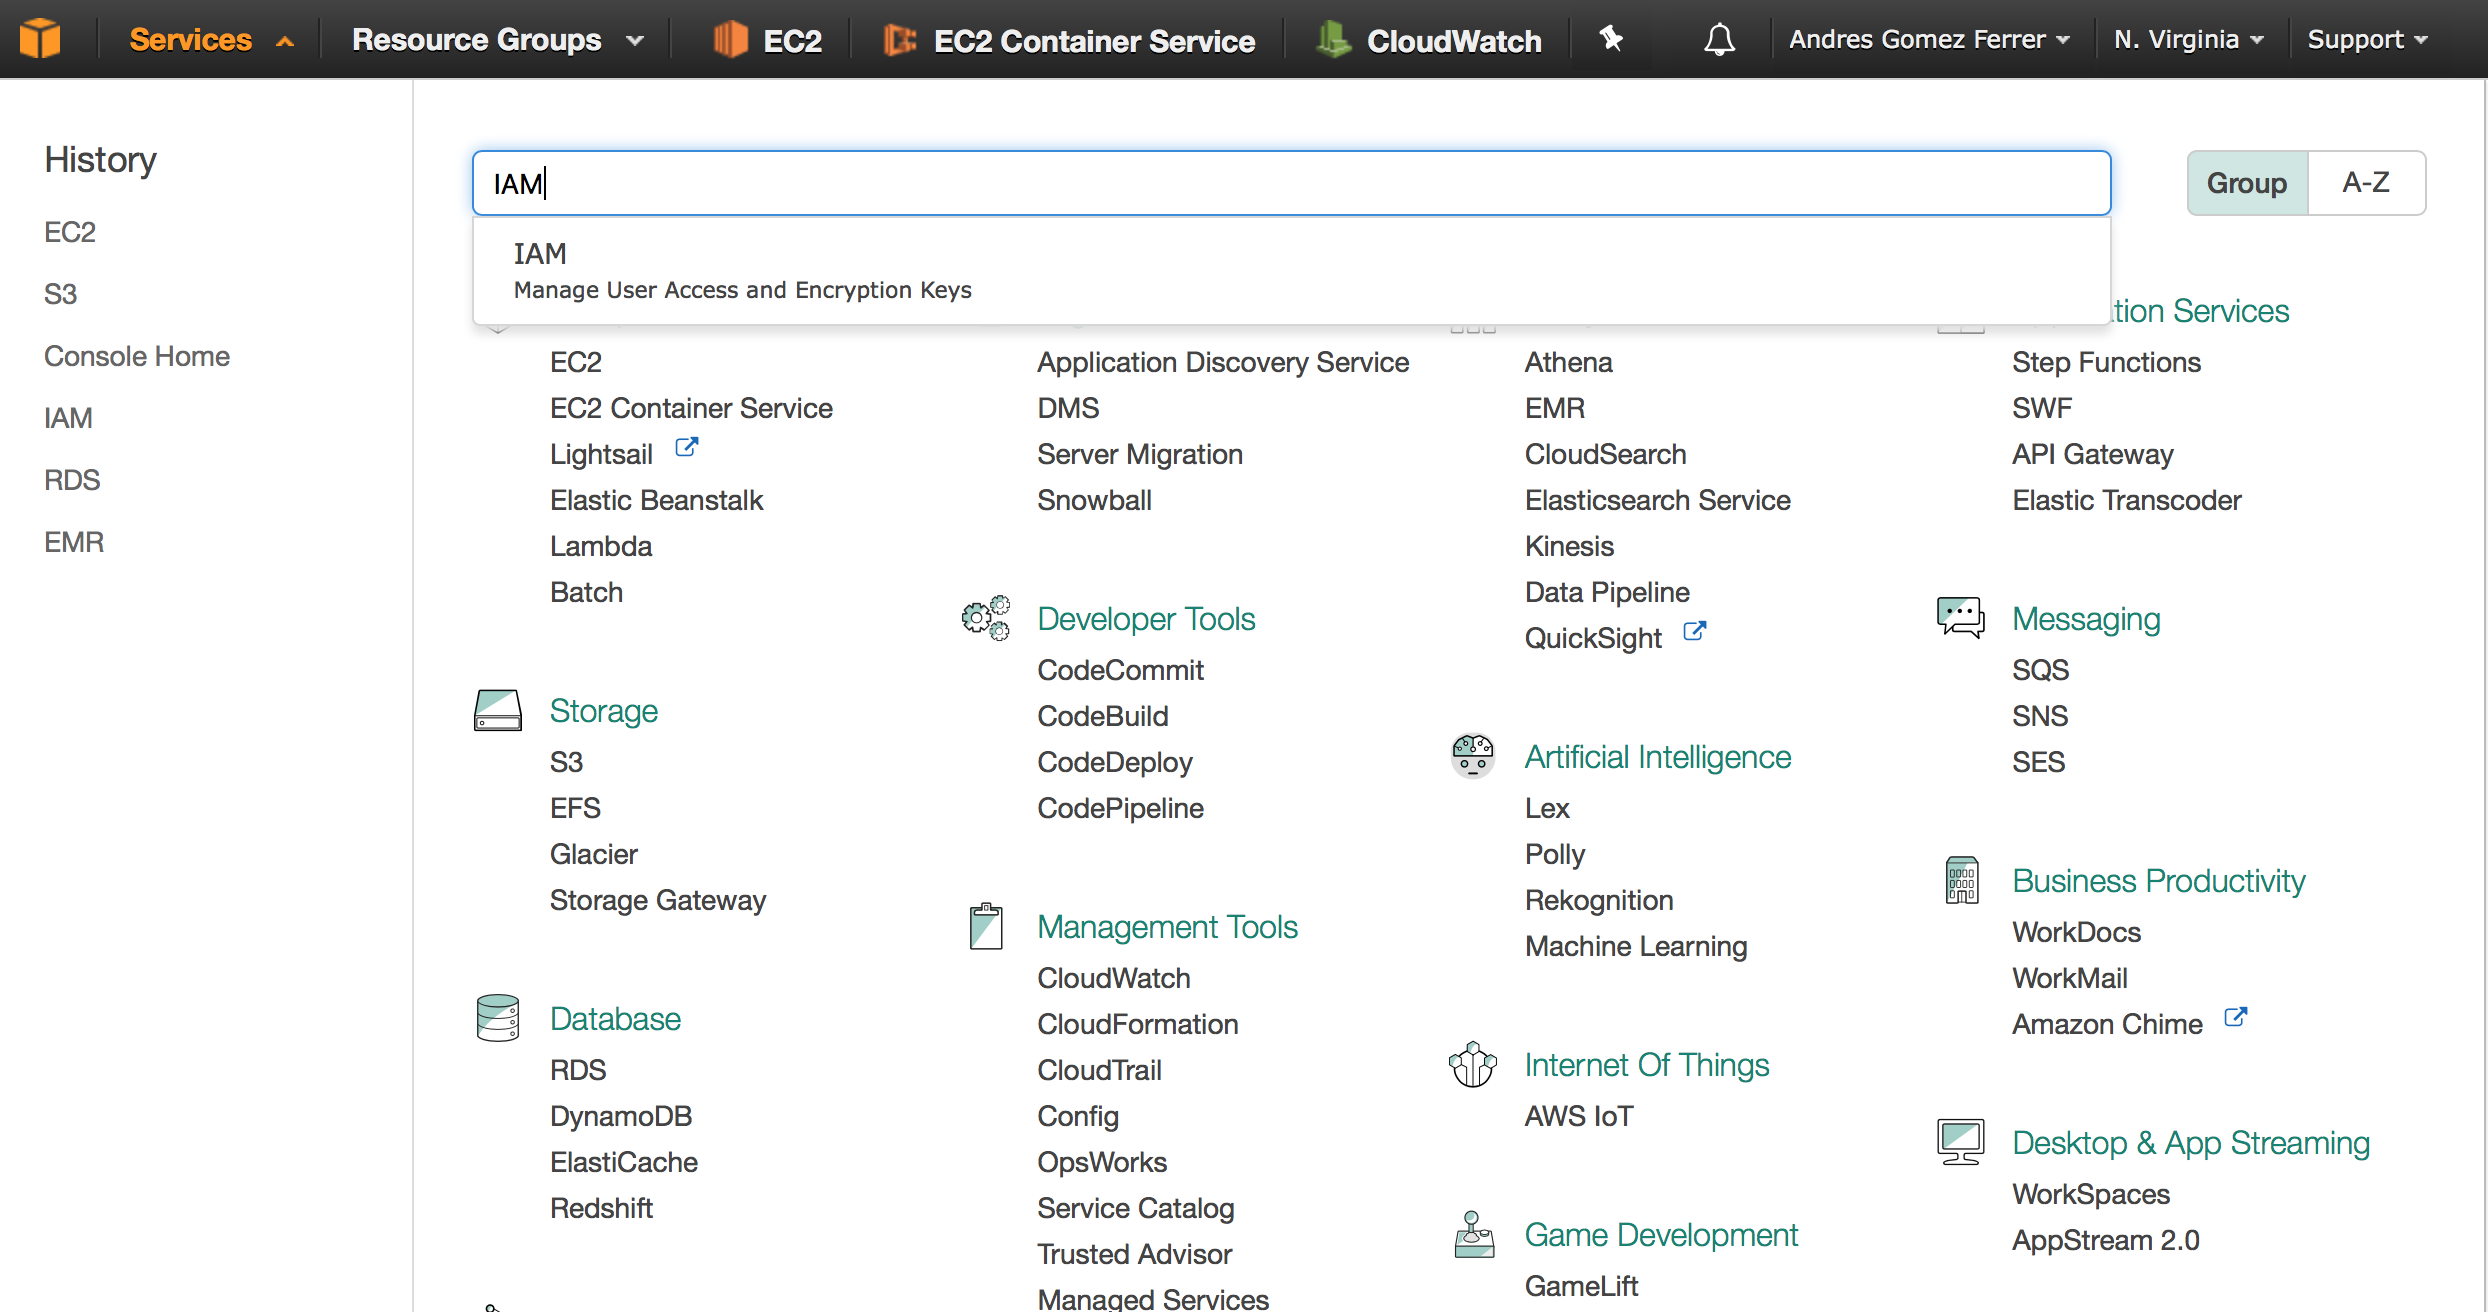 Services
Resource Groups
EC2
EC2 Container Service
CloudWatch
Andres Gomez Ferrer
N. Virginia
Support
History
EC2
S3
Console Home
IAM
RDS
EMR
IAM
Group
A-Z
IAM
Manage User Access and Encryption Keys
EC2
EC2 Container Service
Lightsail
Elastic Beanstalk
Lambda
Batch
Storage
S3
EFS
Glacier
Storage Gateway
Database
RDS
DynamoDB
ElastiCache
Redshift
Application Discovery Service
DMS
Server Migration
Snowball
Developer Tools
CodeCommit
CodeBuild
CodeDeploy
CodePipeline
Management Tools
CloudWatch
CloudFormation
CloudTrail
Config
OpsWorks
Service Catalog
Trusted Advisor
Managed Services
Athena
EMR
CloudSearch
Elasticsearch Service
Kinesis
Data Pipeline
QuickSight
Artificial Intelligence
Lex
Polly
Rekognition
Machine Learning
Internet Of Things
AWS IoT
Game Development
GameLift
tion Services
Step Functions
SWF
API Gateway
Elastic Transcoder
Messaging
SQS
SNS
SES
Business Productivity
WorkDocs
WorkMail
Amazon Chime
Desktop & App Streaming
WorkSpaces
AppStream 2.0